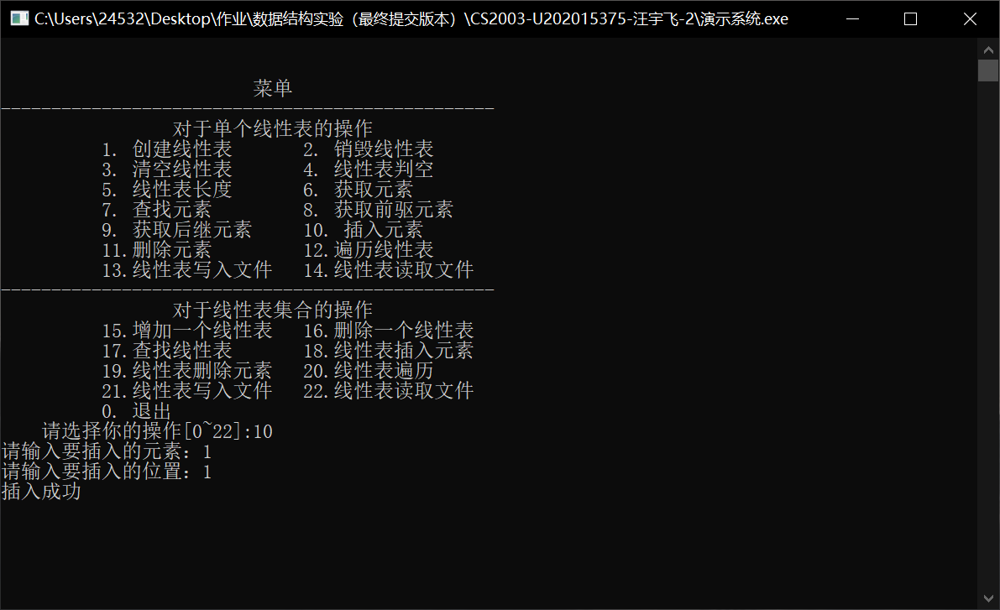 C:\Users\24532\Desktop\作业\数据结构实验（最终提交版本）\CS2003-U202015375-汪宇飞-2\演示系统.exe
菜单
-------------------------------------------------
对于单个线性表的操作
1. 创建线性表 2. 销毁线性表
3. 清空线性表 4. 线性表判空
5. 线性表长度 6. 获取元素
7. 查找元素 8. 获取前驱元素
9. 获取后继元素 10. 插入元素
11.删除元素 12.遍历线性表
13.线性表写入文件 14.线性表读取文件
-------------------------------------------------
对于线性表集合的操作
15.增加一个线性表 16.删除一个线性表
17.查找线性表 18.线性表插入元素
19.线性表删除元素 20.线性表遍历
21.线性表写入文件 22.线性表读取文件
0. 退出
请选择你的操作[0~22]:10
请输入要插入的元素：1
请输入要插入的位置：1
插入成功